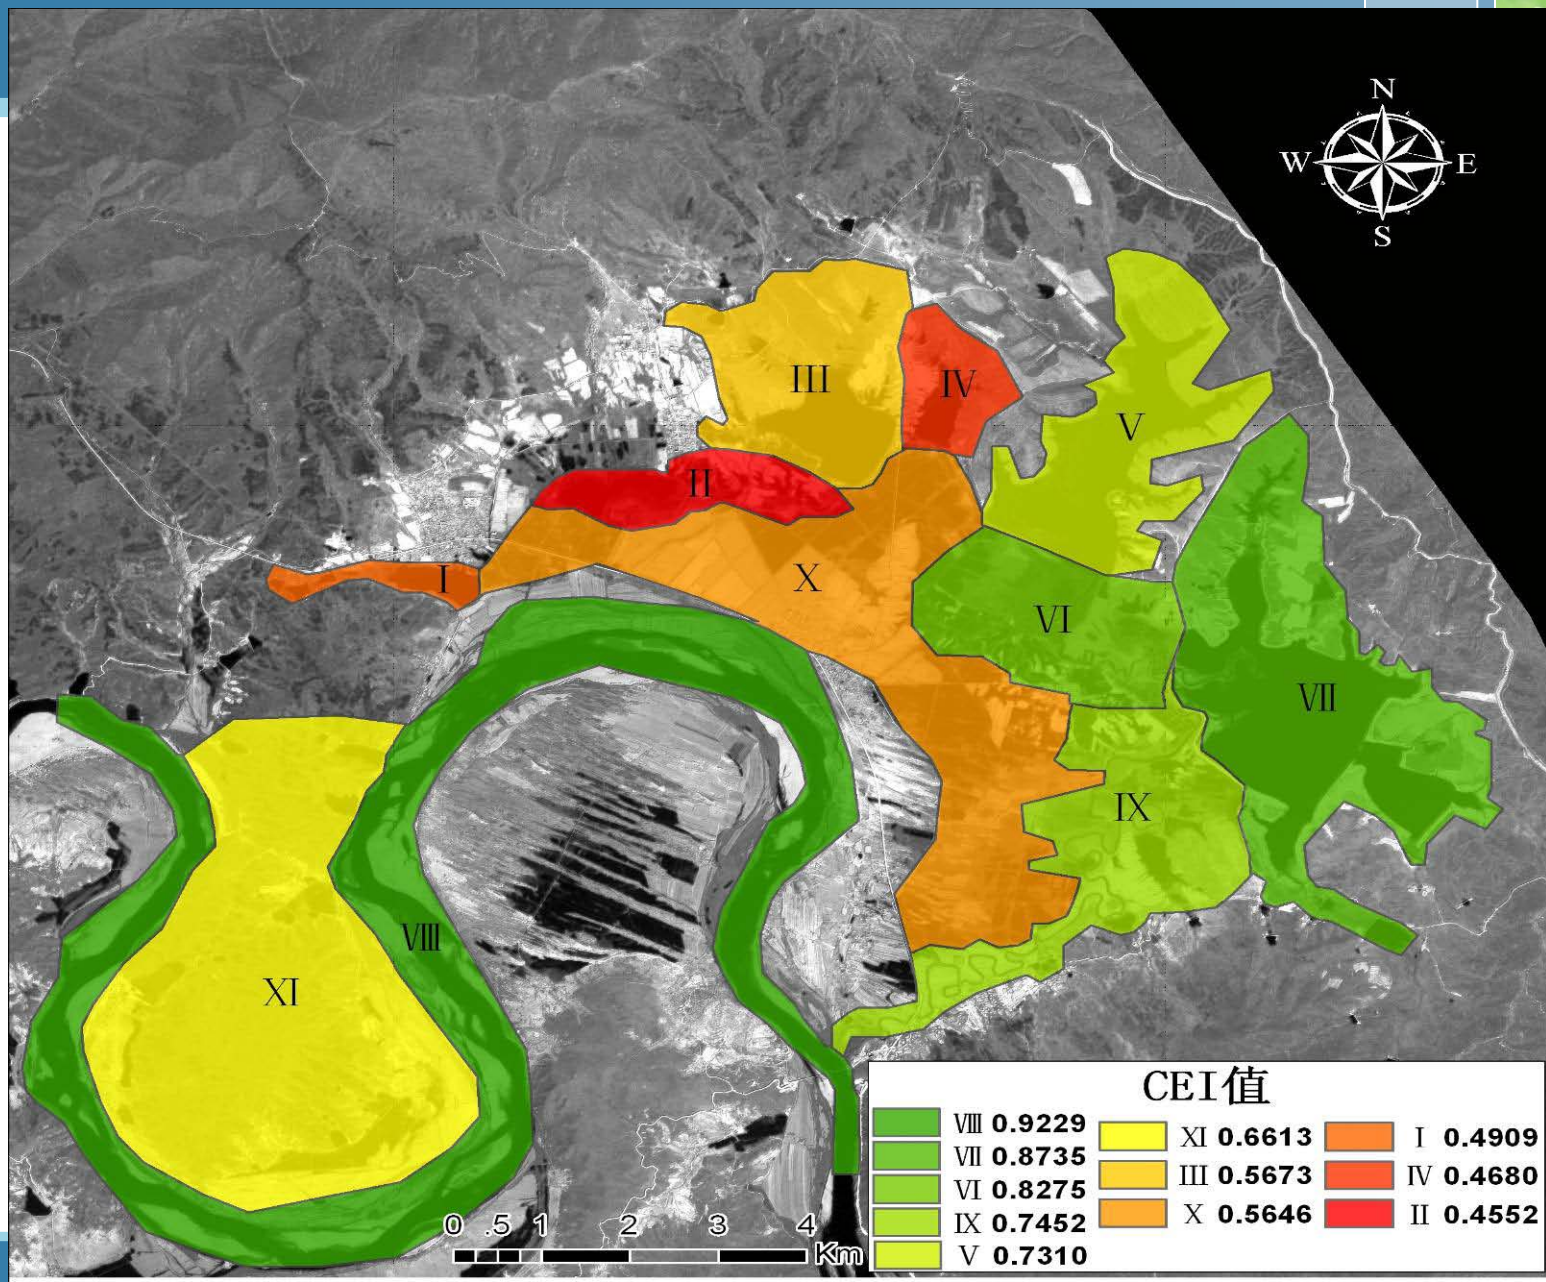 N
W E
S
III
IV
V
II
I
X
VI
VII
IX
VIII
XI
CEI值
VIII 0.9229
VII 0.8735
VI 0.8275
IX 0.7452
V 0.7310
XI 0.6613
III 0.5673
X 0.5646
I 0.4909
IV 0.4680
II 0.4552
0 .5 1 2 3 4
Km